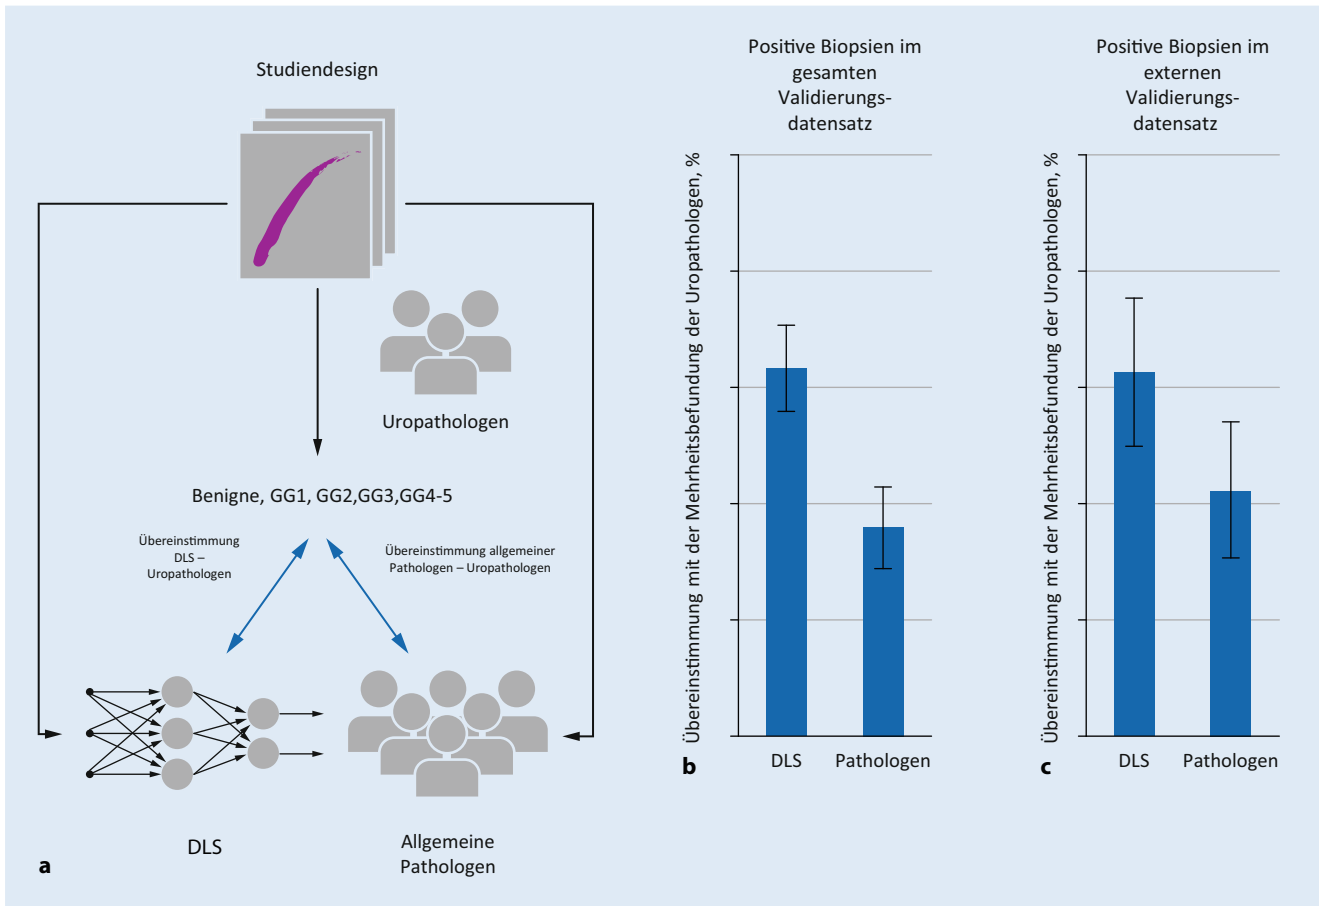 Studiendesign
Uropathologen
Benigne, GG1, GG2,GG3,GG4-5
Übereinstimmung
DLS –
Uropathologen
Übereinstimmung allgemeiner
Pathologen – Uropathologen
DLS
Allgemeine
Pathologen
a
Positive Biopsien im
gesamten
Validierungs-
datensatz
Übereinstimmung mit der Mehrheitsbefundung der Uropathologen, %
DLS
Pathologen
b
Positive Biopsien im
externen
Validierungs-
datensatz
Übereinstimmung mit der Mehrheitsbefundung der Uropathologen, %
DLS
Pathologen
c